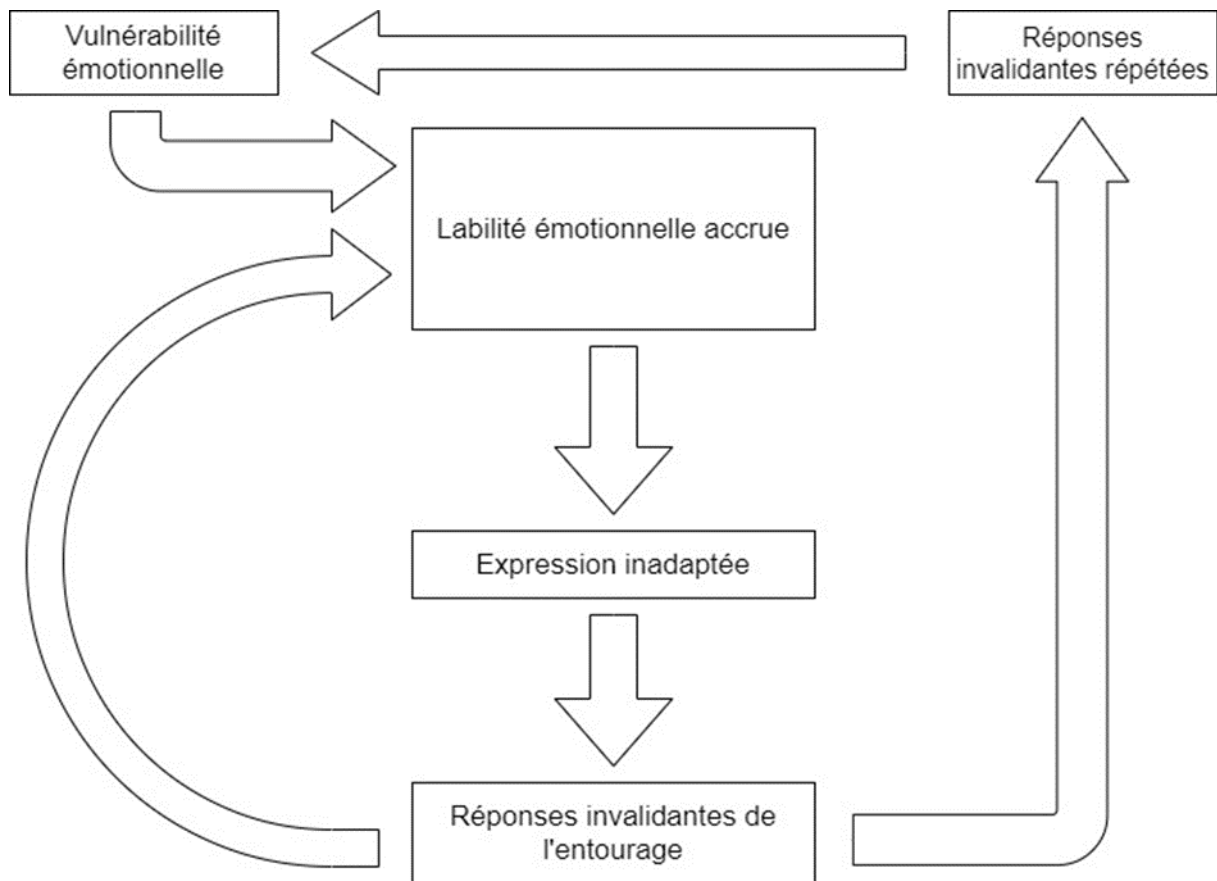 Vulnérabilité
émotionnelle
Réponses
invalidantes répétées
Labilité émotionnelle accrue
Expression inadaptée
Réponses invalidantes de
l'entourage